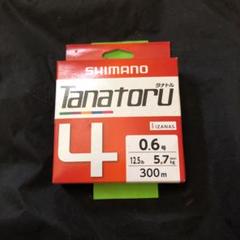 SHIMANO
タナトル
Tanatoru
4
IZANAS
0.6号
12.5lb 5.7kg
300m